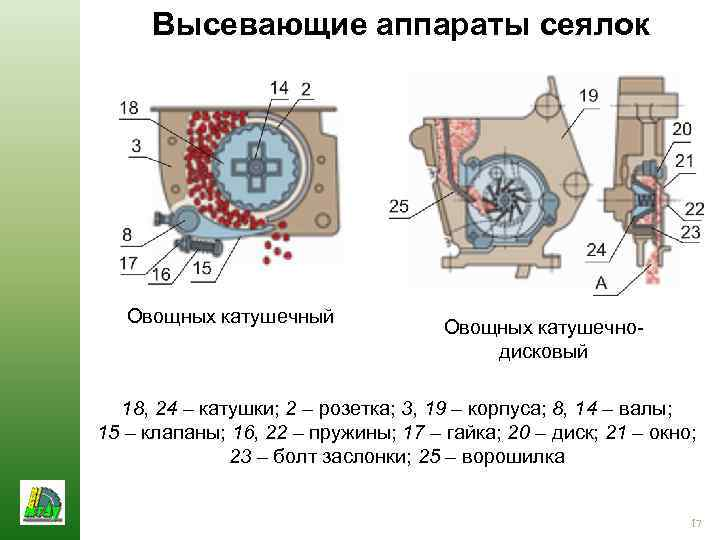 Высевающие аппараты сеялок
14 2
18
3
8
17
16 15
19
20
21
25
22
23
24
А
Овощных катушечный
Овощных катушечно-
дисковый
18, 24 – катушки; 2 – розетка; 3, 19 – корпуса; 8, 14 – валы;
15 – клапаны; 16, 22 – пружины; 17 – гайка; 20 – диск; 21 – окно;
23 – болт заслонки; 25 – ворошилка
17